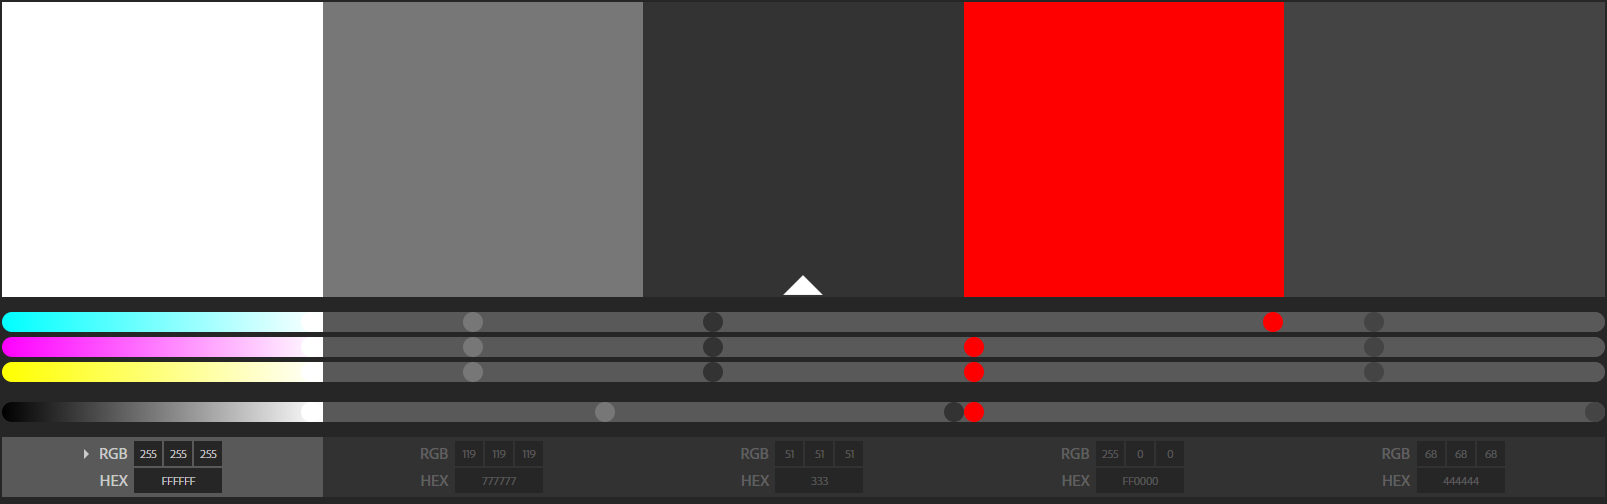 RGB 255 255 255 RGB 119 119 119 RGB 51 51 51 RGB 255 0 0 RGB 68 68 68
HEX FFFFFF HEX 777777 HEX 333 HEX FF0000 HEX 444444